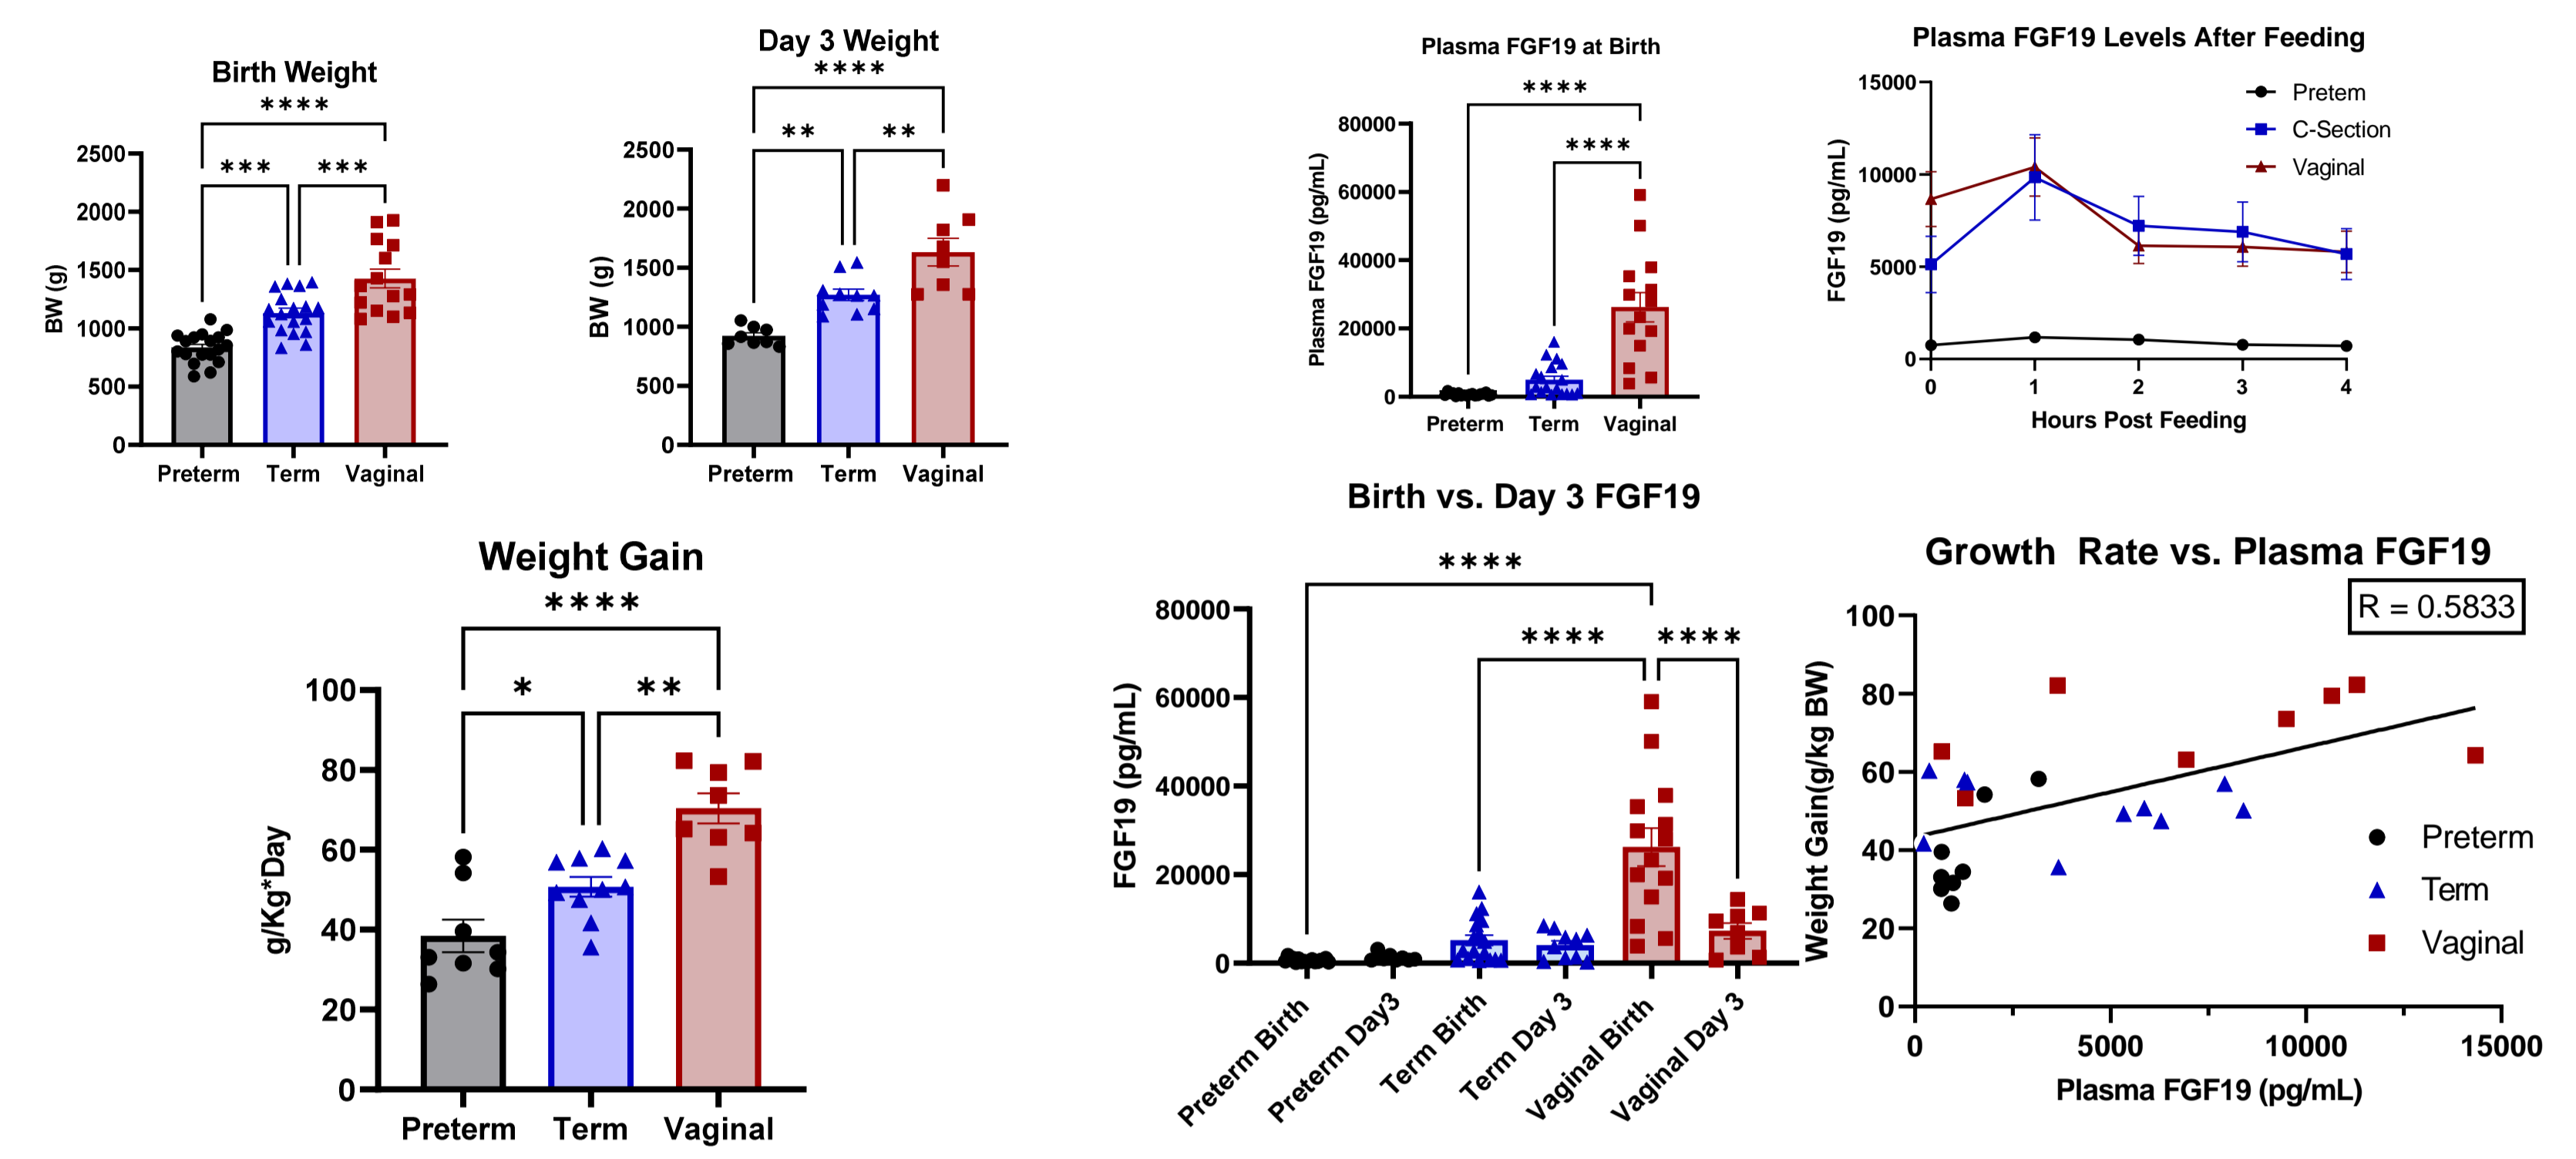 Birth Weight
****
*** ***
BW (g)
2500
2000
1500
1000
500
0
Preterm Term Vaginal
Day 3 Weight
****
** **
BW (g)
2500
2000
1500
1000
500
0
Preterm Term Vaginal
Plasma FGF19 at Birth
****
****
Plasma FGF19 (pg/mL)
80000
60000
40000
20000
0
Preterm Term Vaginal
Plasma FGF19 Levels After Feeding
FGF19 (pg/mL)
15000
10000
5000
0
0 1 2 3 4
Hours Post Feeding
Pretem
C-Section
Vaginal
Weight Gain
****
* **
g/Kg*Day
100
80
60
40
20
0
Preterm Term Vaginal
Birth vs. Day 3 FGF19
****
**** ****
FGF19 (pg/mL)
80000
60000
40000
20000
0
Preterm Birth
Preterm Day3
Term Birth
Term Day 3
Vaginal Birth
Vaginal Day 3
Growth Rate vs. Plasma FGF19
R = 0.5833
Weight Gain(g/kg BW)
100
80
60
40
20
0
0 5000 10000 15000
Plasma FGF19 (pg/mL)
Preterm
Term
Vaginal